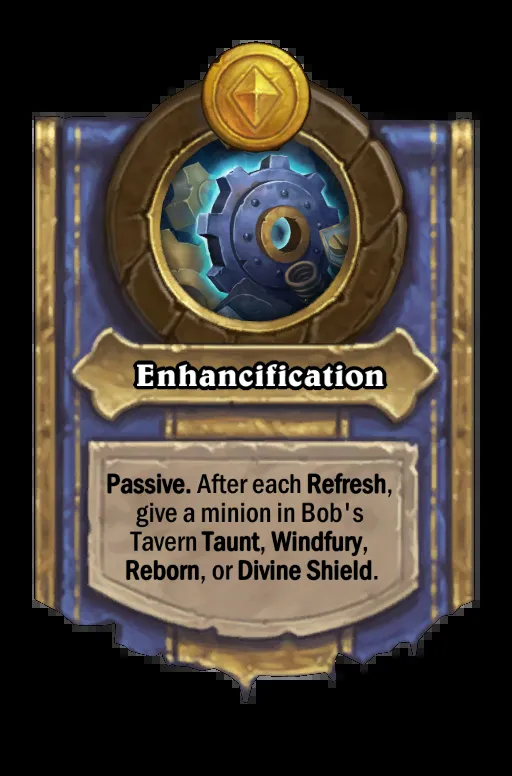 Enhancification
Passive. After each Refresh,
give a minion in Bob's
Tavern Taunt, Windfury,
Reborn, or Divine Shield.